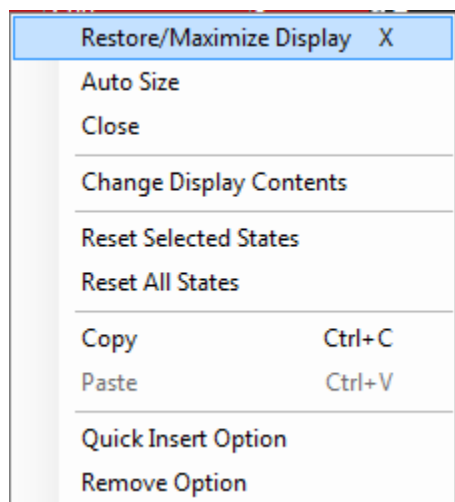 Restore/Maximize Display X
Auto Size
Close
Change Display Contents
Reset Selected States
Reset All States
Copy Ctrl+C
Paste Ctrl+V
Quick Insert Option
Remove Option